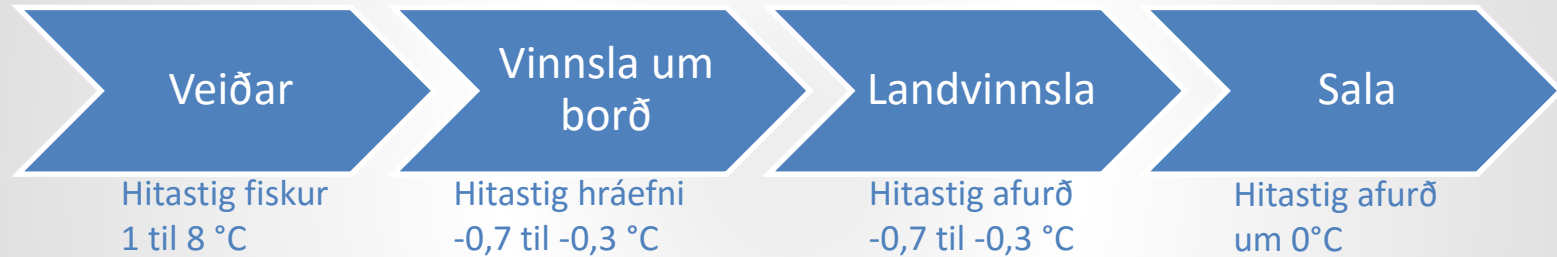 Veiðar
Vinnsla um
borð
Landvinnsla
Sala
Hitastig fiskur
1 til 8 °C
Hitastig hráefni
-0,7 til -0,3 °C
Hitastig afurð
-0,7 til -0,3 °C
Hitastig afurð
um 0°C